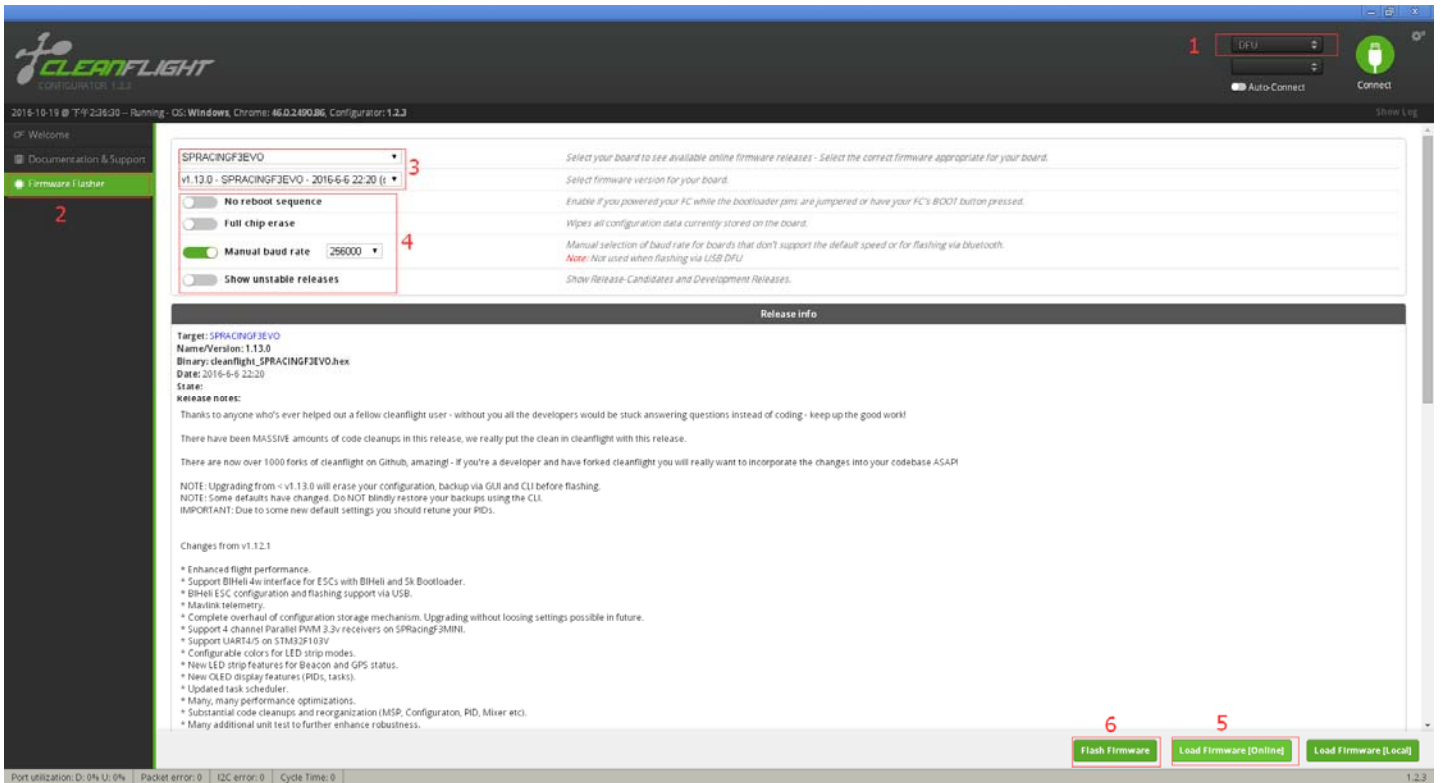 CLEANFLIGHT
CONFIGURATOR 1.2.3
1
DFU
Auto-Connect
Connect
2016-10-19 @ 下午2:36:30 -- Running - OS: Windows, Chrome: 46.0.2490.86, Configurator: 1.2.3
Show Log
Welcome
Documentation & Support
Firmware Flasher
2
SPRACINGF3EVO
Select your board to see available online firmware releases - Select the correct firmware appropriate for your board.
3
v1.13.0 - SPRACINGF3EVO - 2016-6-6 22:20 (s
Select firmware version for your board.
No reboot sequence
Enable if you powered your FC while the bootloader pins are jumpered or have your FC's BOOT button pressed.
Full chip erase
Wipes all configuration data currently stored on the board.
4
Manual baud rate 256000
Manual selection of baud rate for boards that don't support the default speed or for flashing via bluetooth.
Note: Not used when flashing via USB DFU
Show unstable releases
Show Release-Candidates and Development Releases.
Release info
Target: SPRACINGF3EVO
Name/Version: 1.13.0
Binary: cleanflight_SPRACINGF3EVO.hex
Date: 2016-6-6 22:20
State:
Release notes:
Thanks to anyone who's ever helped out a fellow cleanflight user - without you all the developers would be stuck answering questions instead of coding - keep up the good work!
There have been MASSIVE amounts of code cleanups in this release, we really put the clean in cleanflight with this release.
There are now over 1000 forks of cleanflight on Github, amazing! - If you're a developer and have forked cleanflight you will really want to incorporate the changes into your codebase ASAP!
NOTE: Upgrading from < v1.13.0 will erase your configuration, backup via GUI and CLI before flashing.
NOTE: Some defaults have changed. Do NOT blindly restore your backups using the CLI.
IMPORTANT: Due to some new default settings you should retune your PIDs.
Changes from v1.12.1
* Enhanced flight performance.
* Support BlHeli 4w interface for ESCs with BlHeli and Sk Bootloader.
* BlHeli ESC configuration and flashing support via USB.
* Mavlink telemetry.
* Complete overhaul of configuration storage mechanism. Upgrading without loosing settings possible in future.
* Support 4 channel Parallel PWM 3.3v receivers on SPRacingF3MINI.
* Support UART4/5 on STM32F103V
* Configurable colors for LED strip modes.
* New LED strip features for Beacon and GPS status.
* New OLED display features (PIDs, tasks).
* Updated task scheduler.
* Many, many performance optimizations.
* Substantial code cleanups and reorganization (MSP, Configuraton, PID, Mixer etc).
* Many additional unit test to further enhance robustness.
6
5
Flash Firmware
Load Firmware [Online]
Load Firmware [Local]
Port utilization: D: 0% U: 0%
Packet error: 0
I2C error: 0
Cycle Time: 0
1.2.3